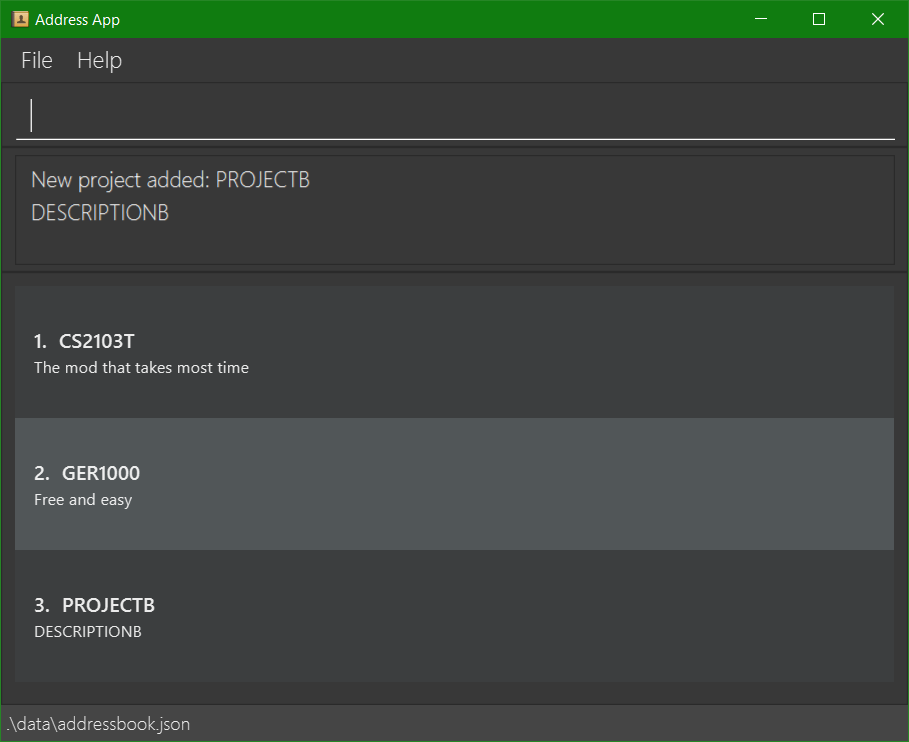 Address App
File Help
New project added: PROJECTB
DESCRIPTIONB
1. CS2103T
The mod that takes most time
2. GER1000
Free and easy
3. PROJECTB
DESCRIPTIONB
.\data\addressbook.json